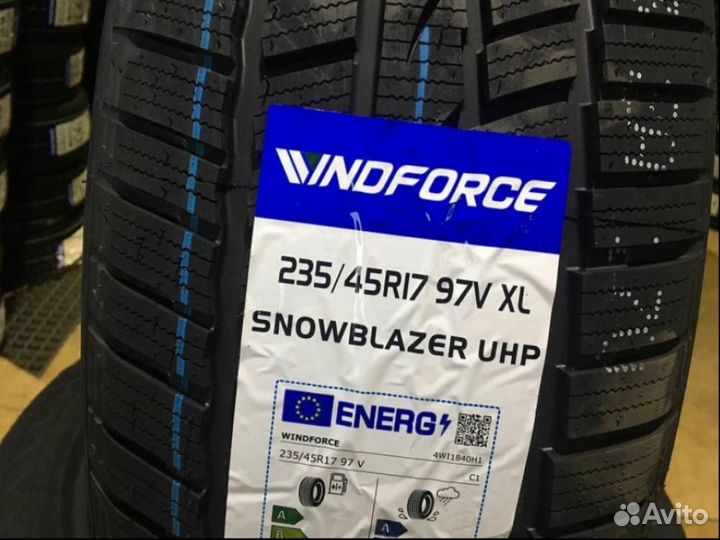 WINDFORCE
235/45R17 97V XL
SNOWBLAZER UHP
ENERG
WINDFORCE
4WI1840H1
235/45R17 97 V
C1
A
B
A
Avito